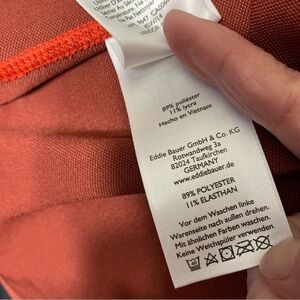 89% poliéster
11% lycra
Hecho en Vietnam
Eddie Bauer GmbH & Co. KG
Rotwandweg 3a
82024 Taufkirchen
GERMANY
www.eddiebauer.de
89% POLYESTER
11% ELASTHAN
Vor dem Waschen linke
Warenseite nach außen drehen.
Mit ähnlichen Farben waschen.
Keine Weichspüler verwenden.